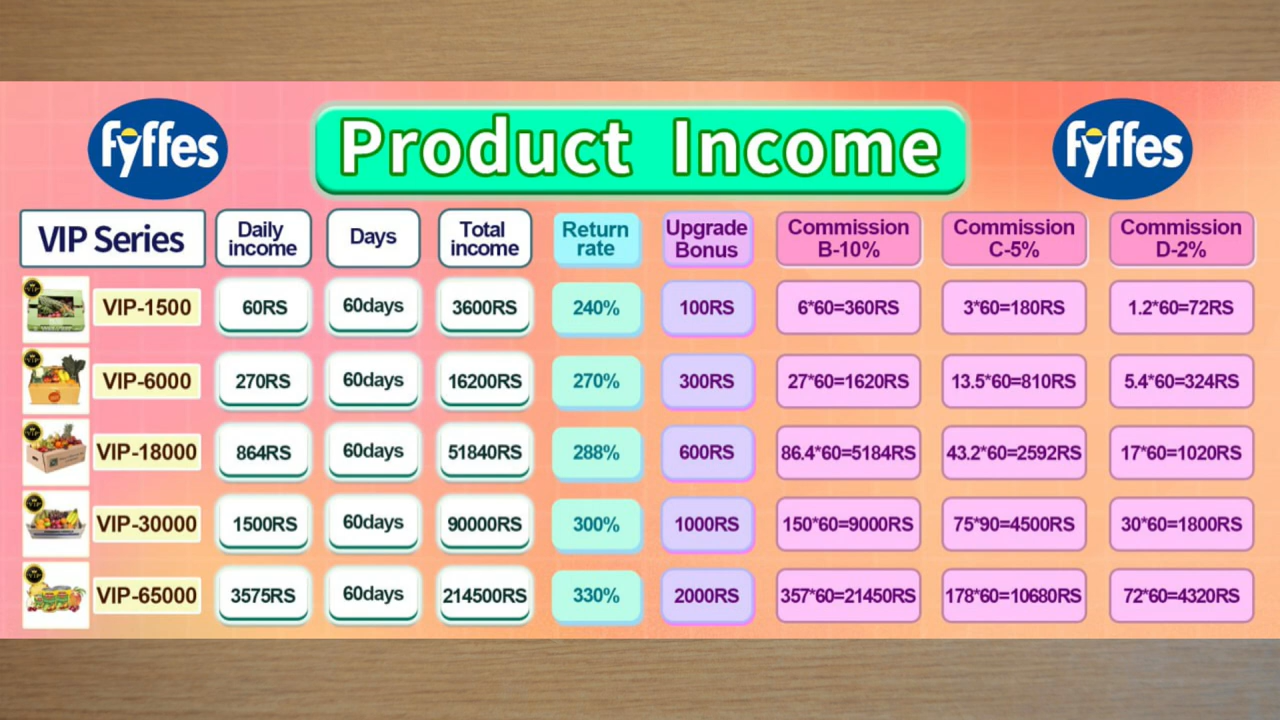 fyffes
Product Income
fyffes
VIP Series Daily income Days Total income Return rate Upgrade Bonus Commission B-10% Commission C-5% Commission D-2%
VIP-1500 60RS 60days 3600RS 240% 100RS 6*60=360RS 3*60=180RS 1.2*60=72RS
VIP-6000 270RS 60days 16200RS 270% 300RS 27*60=1620RS 13.5*60=810RS 5.4*60=324RS
VIP-18000 864RS 60days 51840RS 288% 600RS 86.4*60=5184RS 43.2*60=2592RS 17*60=1020RS
VIP-30000 1500RS 60days 90000RS 300% 1000RS 150*60=9000RS 75*90=4500RS 30*60=1800RS
VIP-65000 3575RS 60days 214500RS 330% 2000RS 357*60=21450RS 178*60=10680RS 72*60=4320RS